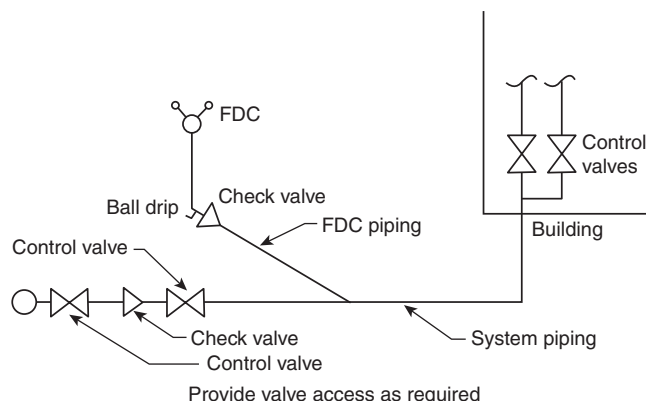 FDC
Control
valves
Check valve
Ball drip
FDC piping
Building
Control valve
System piping
Check valve
Control valve
Provide valve access as required